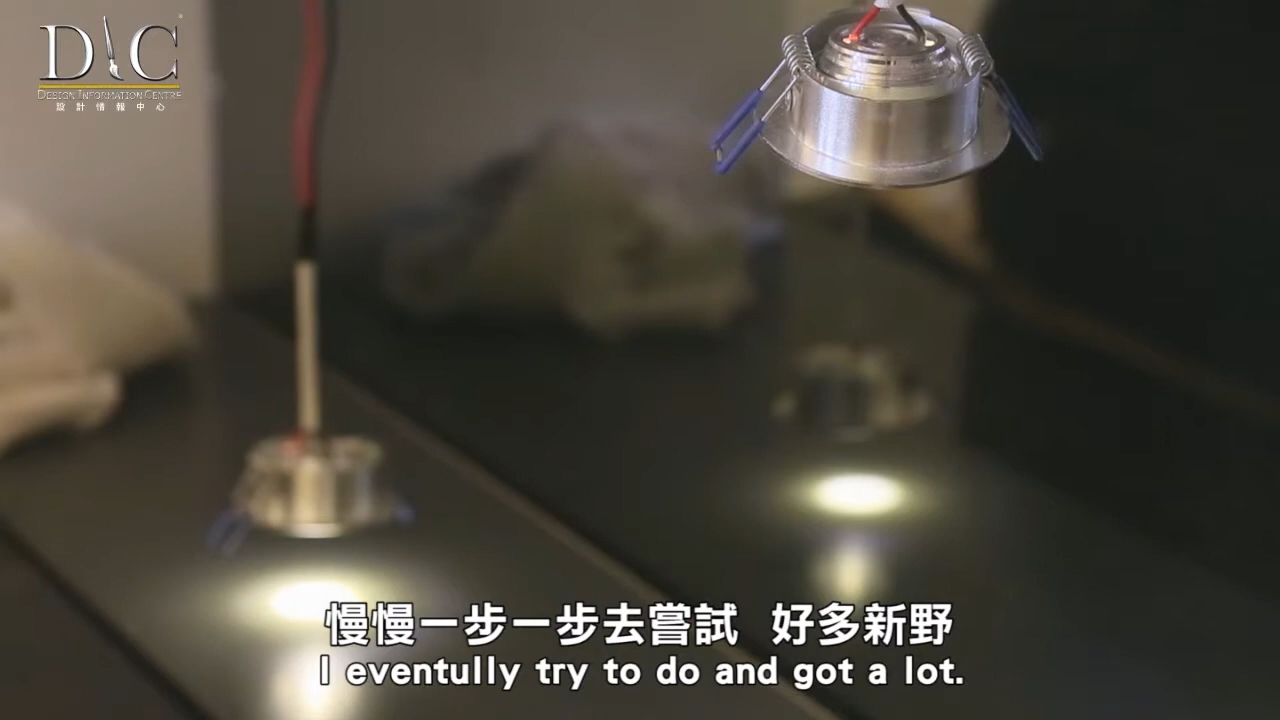 DIC
DESIGN INFORMATION CENTRE
設計情報中心
慢慢一步一步去嘗試 好多新野
I eventully try to do and got a lot.